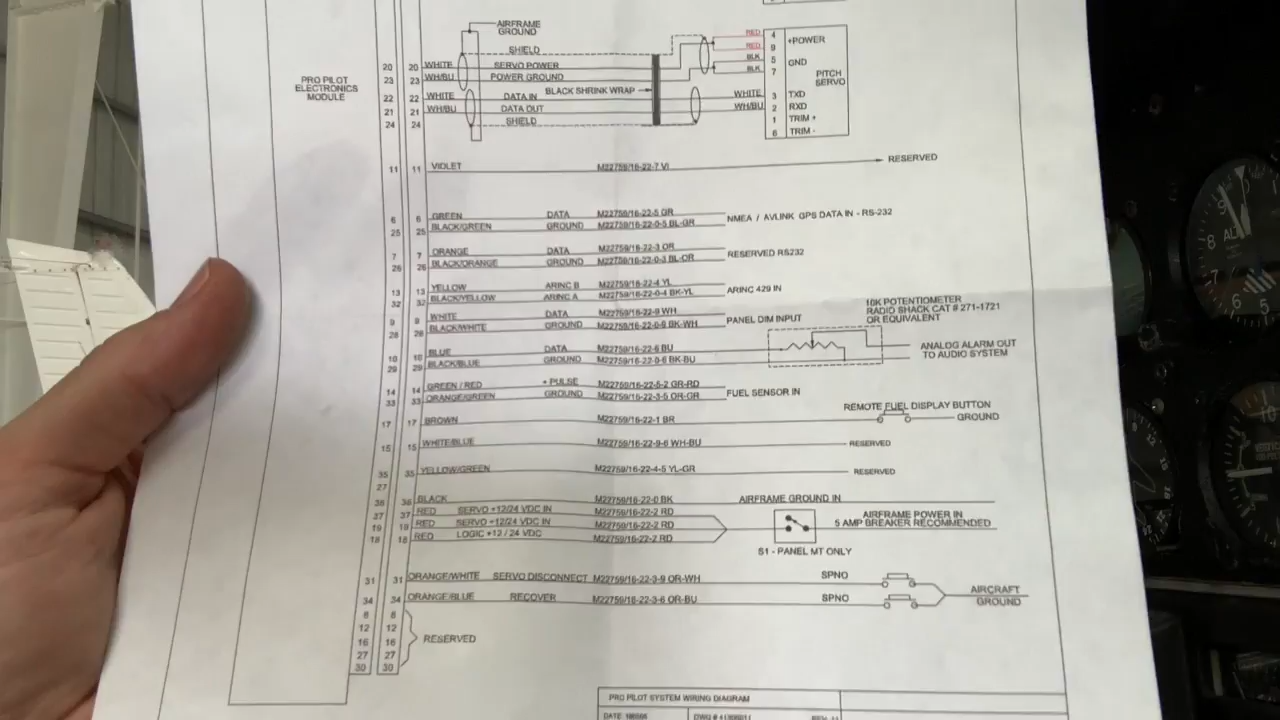 AIRFRAME
GROUND
SHIELD
20 20 WHITE SERVO POWER
23 23 WH/BU POWER GROUND
BLACK SHRINK WRAP
22 22 WHITE DATA IN
21 21 WH/BU DATA OUT
24 24 SHIELD
RED 4 +POWER
RED 9
BLK 5 GND
BLK 7
PITCH
SERVO
WHITE 3 TXD
WH/BU 2 RXD
1 TRIM +
6 TRIM -
PRO PILOT
ELECTRONICS
MODULE
11 11 VIOLET M22759/16-22-7 VI RESERVED
6 6 GREEN DATA M22759/16-22-5 GR
25 25 BLACK/GREEN GROUND M22759/16-22-0-5 BL-GR
NMEA / AVLINK GPS DATA IN - RS-232
7 7 ORANGE DATA M22759/16-22-3 OR
26 26 BLACK/ORANGE GROUND M22759/16-22-0-3 BL-OR
RESERVED RS232
13 13 YELLOW ARINC B M22759/16-22-4 YL
32 32 BLACK/YELLOW ARINC A M22759/16-22-0-4 BK-YL
ARINC 429 IN
9 9 WHITE DATA M22759/16-22-9 WH
28 28 BLACK/WHITE GROUND M22759/16-22-0-9 BK-WH
PANEL DIM INPUT
10K POTENTIOMETER
RADIO SHACK CAT # 271-1721
OR EQUIVALENT
10 10 BLUE DATA M22759/16-22-6 BU
29 29 BLACK/BLUE GROUND M22759/16-22-0-6 BK-BU
ANALOG ALARM OUT
TO AUDIO SYSTEM
14 14 GREEN / RED + PULSE M22759/16-22-5-2 GR-RD
33 33 ORANGE/GREEN GROUND M22759/16-22-3-5 OR-GR
FUEL SENSOR IN
REMOTE FUEL DISPLAY BUTTON
17 17 BROWN M22759/16-22-1 BR GROUND
15 15 WHITE/BLUE M22759/16-22-9-6 WH-BU RESERVED
35 35 YELLOW/GREEN M22759/16-22-4-5 YL-GR RESERVED
27
36 36 BLACK M22759/16-22-0 BK AIRFRAME GROUND IN
37 37 RED SERVO +12/24 VDC IN M22759/16-22-2 RD
19 19 RED SERVO +12/24 VDC IN M22759/16-22-2 RD
18 18 RED LOGIC +12 / 24 VDC M22759/16-22-2 RD
AIRFRAME POWER IN
5 AMP BREAKER RECOMMENDED
S1 - PANEL MT ONLY
31 31 ORANGE/WHITE SERVO DISCONNECT M22759/16-22-3-9 OR-WH SPNO
34 34 ORANGE/BLUE RECOVER M22759/16-22-3-6 OR-BU SPNO
AIRCRAFT
GROUND
8 8
12 12
16 16
27 27
30 30
RESERVED
PRO PILOT SYSTEM WIRING DIAGRAM
DATE
DWG #
ALT
9
8
7
6
5